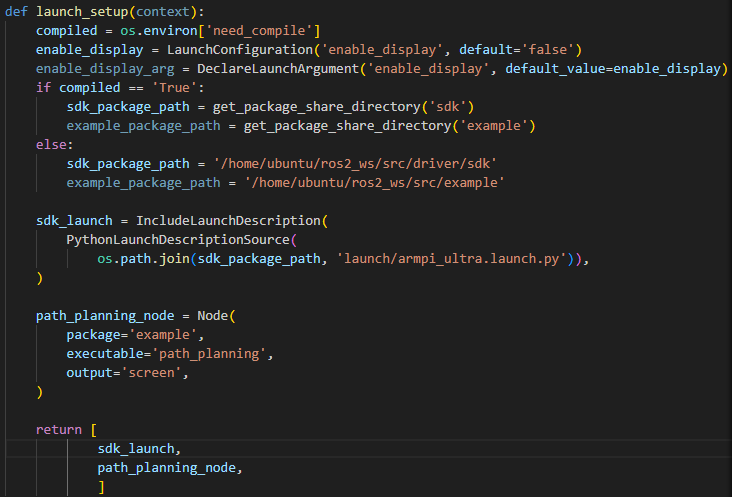 def launch_setup(context):
    compiled = os.environ['need_compile']
    enable_display = LaunchConfiguration('enable_display', default='false')
    enable_display_arg = DeclareLaunchArgument('enable_display', default_value=enable_display)
    if compiled == 'True':
        sdk_package_path = get_package_share_directory('sdk')
        example_package_path = get_package_share_directory('example')
    else:
        sdk_package_path = '/home/ubuntu/ros2_ws/src/driver/sdk'
        example_package_path = '/home/ubuntu/ros2_ws/src/example'

    sdk_launch = IncludeLaunchDescription(
        PythonLaunchDescriptionSource(
            os.path.join(sdk_package_path, 'launch/armpi_ultra.launch.py')),
    )

    path_planning_node = Node(
        package='example',
        executable='path_planning',
        output='screen',
    )

    return [
            sdk_launch,
            path_planning_node,
            ]